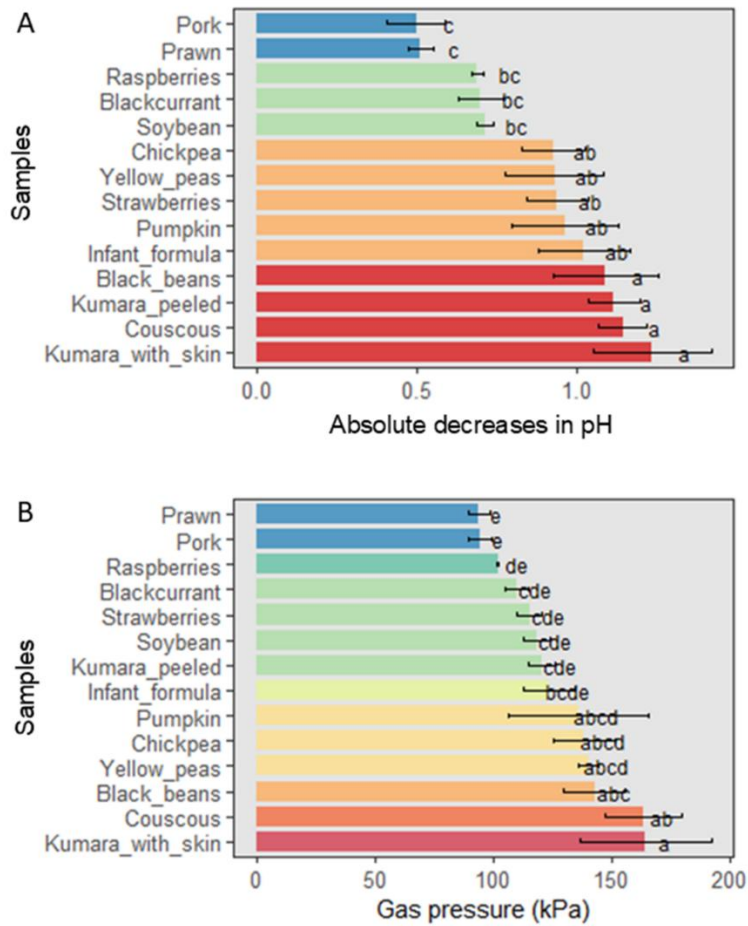 A
Samples
Pork c
Prawn c
Raspberries bc
Blackcurrant bc
Soybean bc
Chickpea ab
Yellow_peas ab
Strawberries ab
Pumpkin ab
Infant_formula ab
Black_beans a
Kumara_peeled a
Couscous a
Kumara_with_skin a
0.0 0.5 1.0
Absolute decreases in pH
B
Samples
Prawn e
Pork e
Raspberries de
Blackcurrant cde
Strawberries cde
Soybean cde
Kumara_peeled cde
Infant_formula bcde
Pumpkin abcd
Chickpea abcd
Yellow_peas abcd
Black_beans abc
Couscous ab
Kumara_with_skin a
0 50 100 150 200
Gas pressure (kPa)